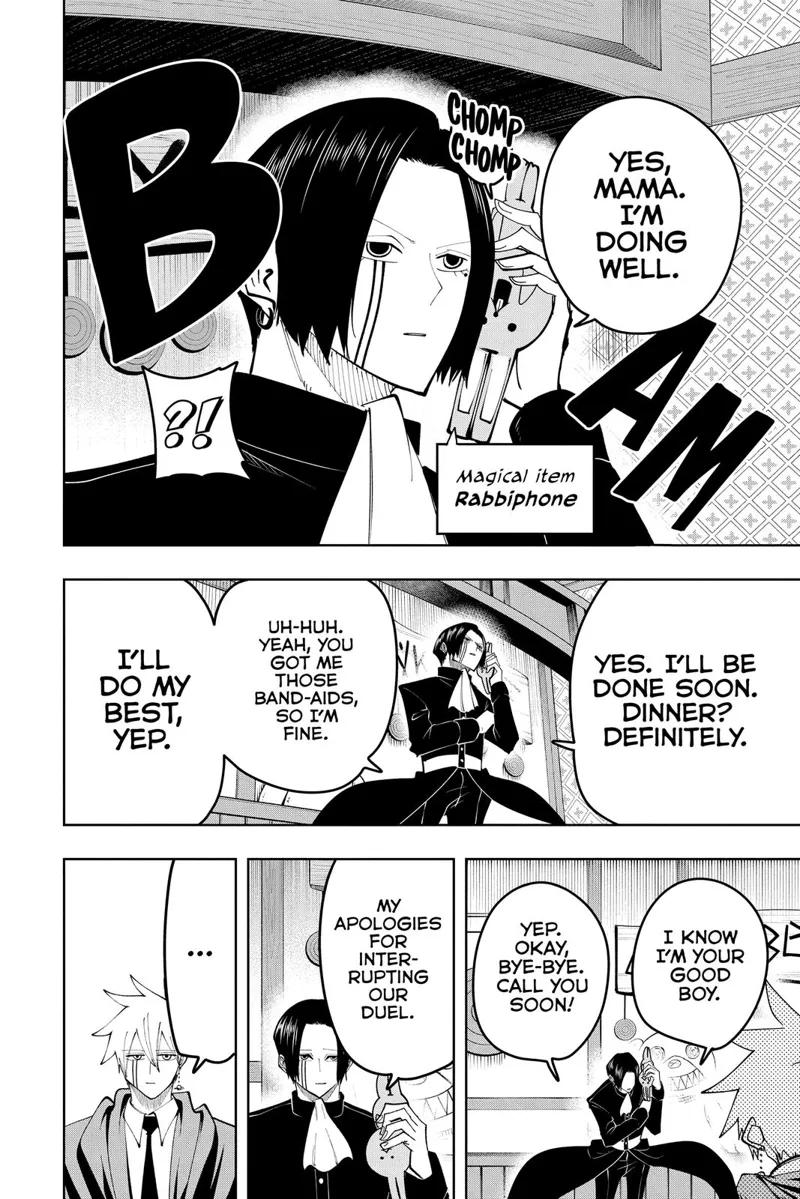 YES,
MAMA.
I'M
DOING
WELL.
CHOMP
CHOMP
BAM
?!
Magical item
Rabbiphone
YES. I'LL BE
DONE SOON.
DINNER?
DEFINITELY.
UH-HUH.
YEAH, YOU
GOT ME
THOSE
BAND-AIDS,
SO I'M
FINE.
I'LL
DO MY
BEST,
YEP.
I KNOW
I'M YOUR
GOOD
BOY.
YEP.
OKAY,
BYE-BYE.
CALL YOU
SOON!
MY
APOLOGIES
FOR
INTER-
RUPTING
OUR
DUEL.
...